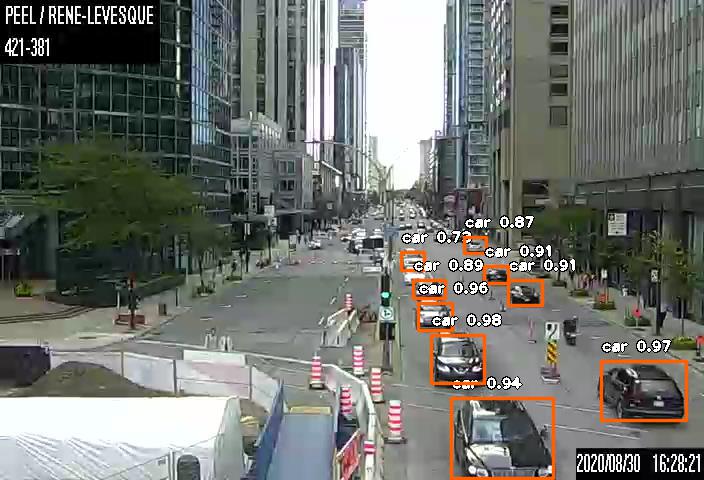 PEEL / RENE-LEVESQUE
421-381
car 0.87
car 0.73
car 0.91
car 0.89
car 0.91
car 0.96
car 0.98
car 0.97
car 0.94
2020/08/30 16:28:21